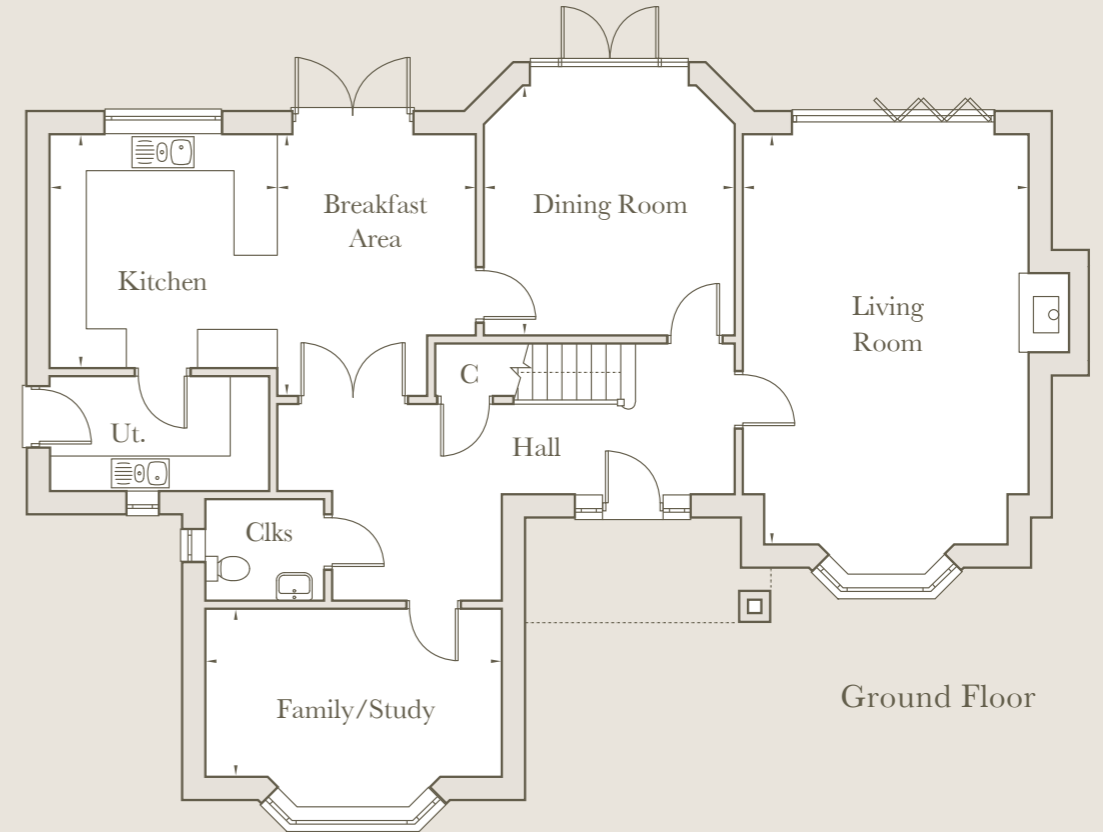 Breakfast
Area
Dining Room
Kitchen
Living
Room
C
Ut.
Hall
Clks
Family/Study
Ground Floor